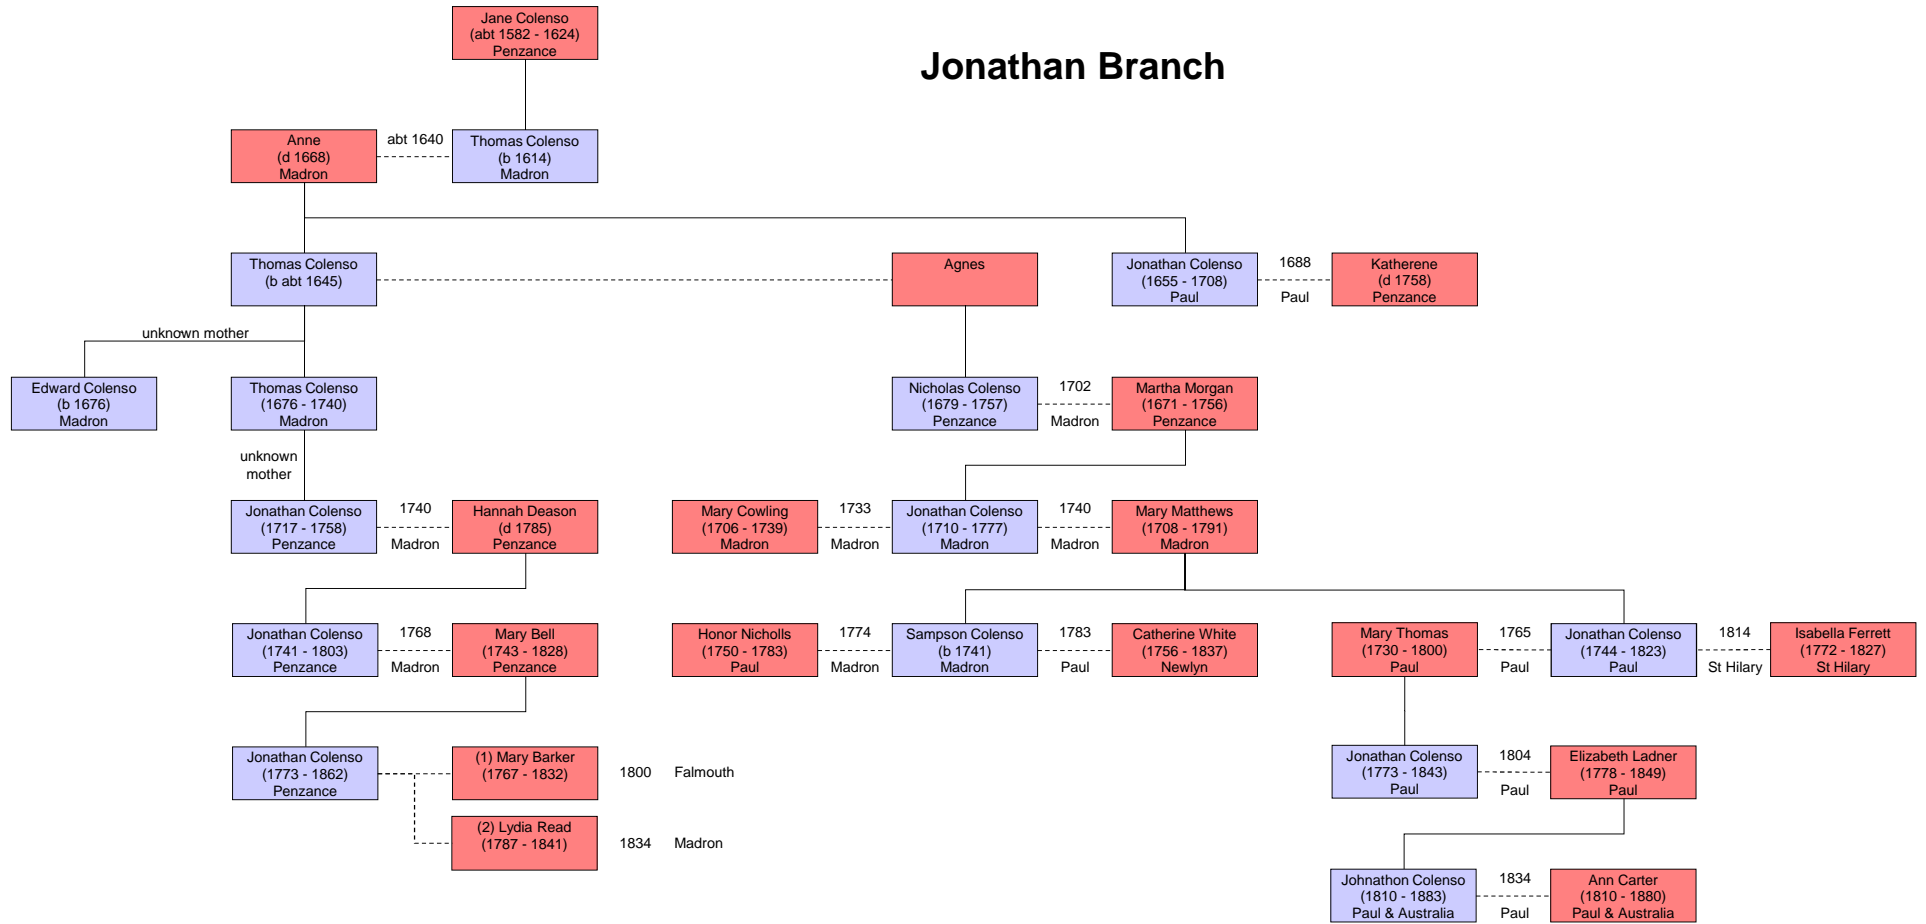 Jane Colenso
(abt 1582 - 1624)
Penzance
Jonathan Branch
Anne
(d 1668)
Madron
abt 1640
Thomas Colenso
(b 1614)
Madron
Thomas Colenso
(b abt 1645)
Agnes
Jonathan Colenso
(1655 - 1708)
Paul
1688
Paul
Katherene
(d 1758)
Penzance
unknown mother
Edward Colenso
(b 1676)
Madron
Thomas Colenso
(1676 - 1740)
Madron
Nicholas Colenso
(1679 - 1757)
Penzance
1702
Madron
Martha Morgan
(1671 - 1756)
Penzance
unknown
mother
Jonathan Colenso
(1717 - 1758)
Penzance
1740
Madron
Hannah Deason
(d 1785)
Penzance
Mary Cowling
(1706 - 1739)
Madron
1733
Madron
Jonathan Colenso
(1710 - 1777)
Madron
1740
Madron
Mary Matthews
(1708 - 1791)
Madron
Jonathan Colenso
(1741 - 1803)
Penzance
1768
Madron
Mary Bell
(1743 - 1828)
Penzance
Honor Nicholls
(1750 - 1783)
Paul
1774
Madron
Sampson Colenso
(b 1741)
Madron
1783
Paul
Catherine White
(1756 - 1837)
Newlyn
Mary Thomas
(1730 - 1800)
Paul
1765
Paul
Jonathan Colenso
(1744 - 1823)
Paul
1814
St Hilary
Isabella Ferrett
(1772 - 1827)
St Hilary
Jonathan Colenso
(1773 - 1862)
Penzance
(1) Mary Barker
(1767 - 1832)
1800 Falmouth
Jonathan Colenso
(1773 - 1843)
Paul
1804
Paul
Elizabeth Ladner
(1778 - 1849)
Paul
(2) Lydia Read
(1787 - 1841)
1834 Madron
Johnathon Colenso
(1810 - 1883)
Paul & Australia
1834
Paul
Ann Carter
(1810 - 1880)
Paul & Australia